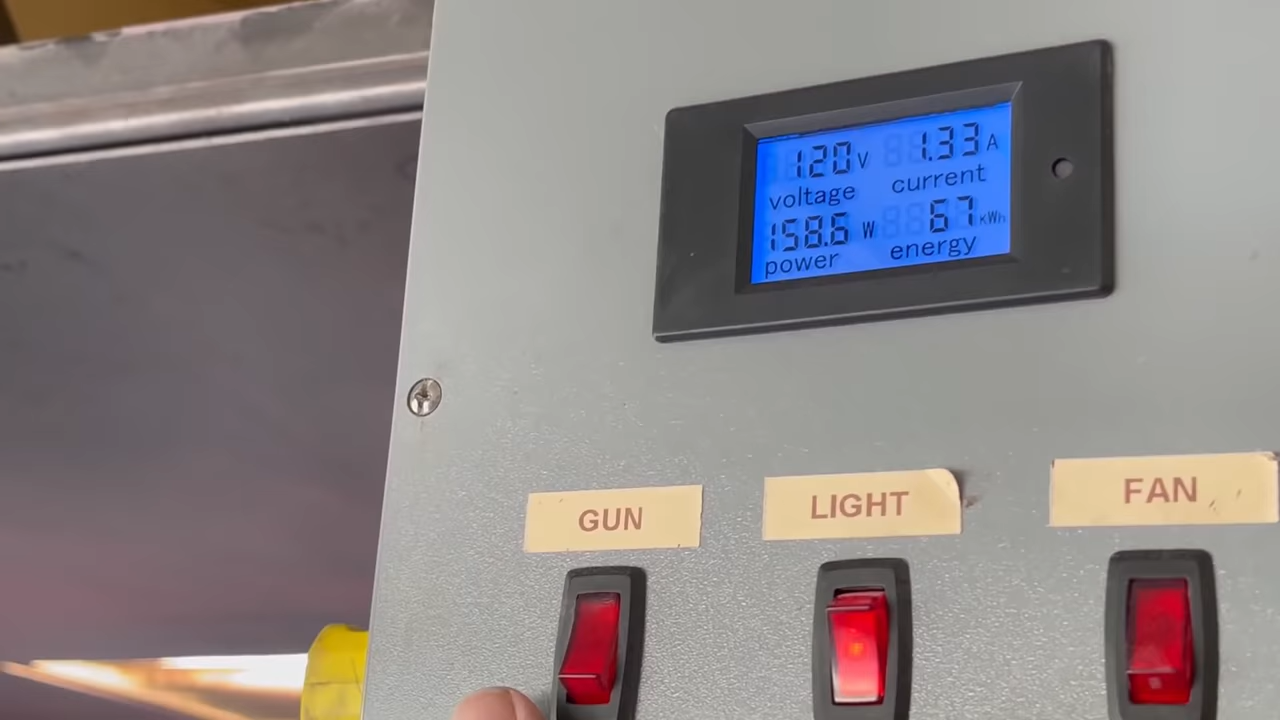 120 V 1.33 A
voltage current
158.6 W 67 kWh
power energy
GUN LIGHT FAN